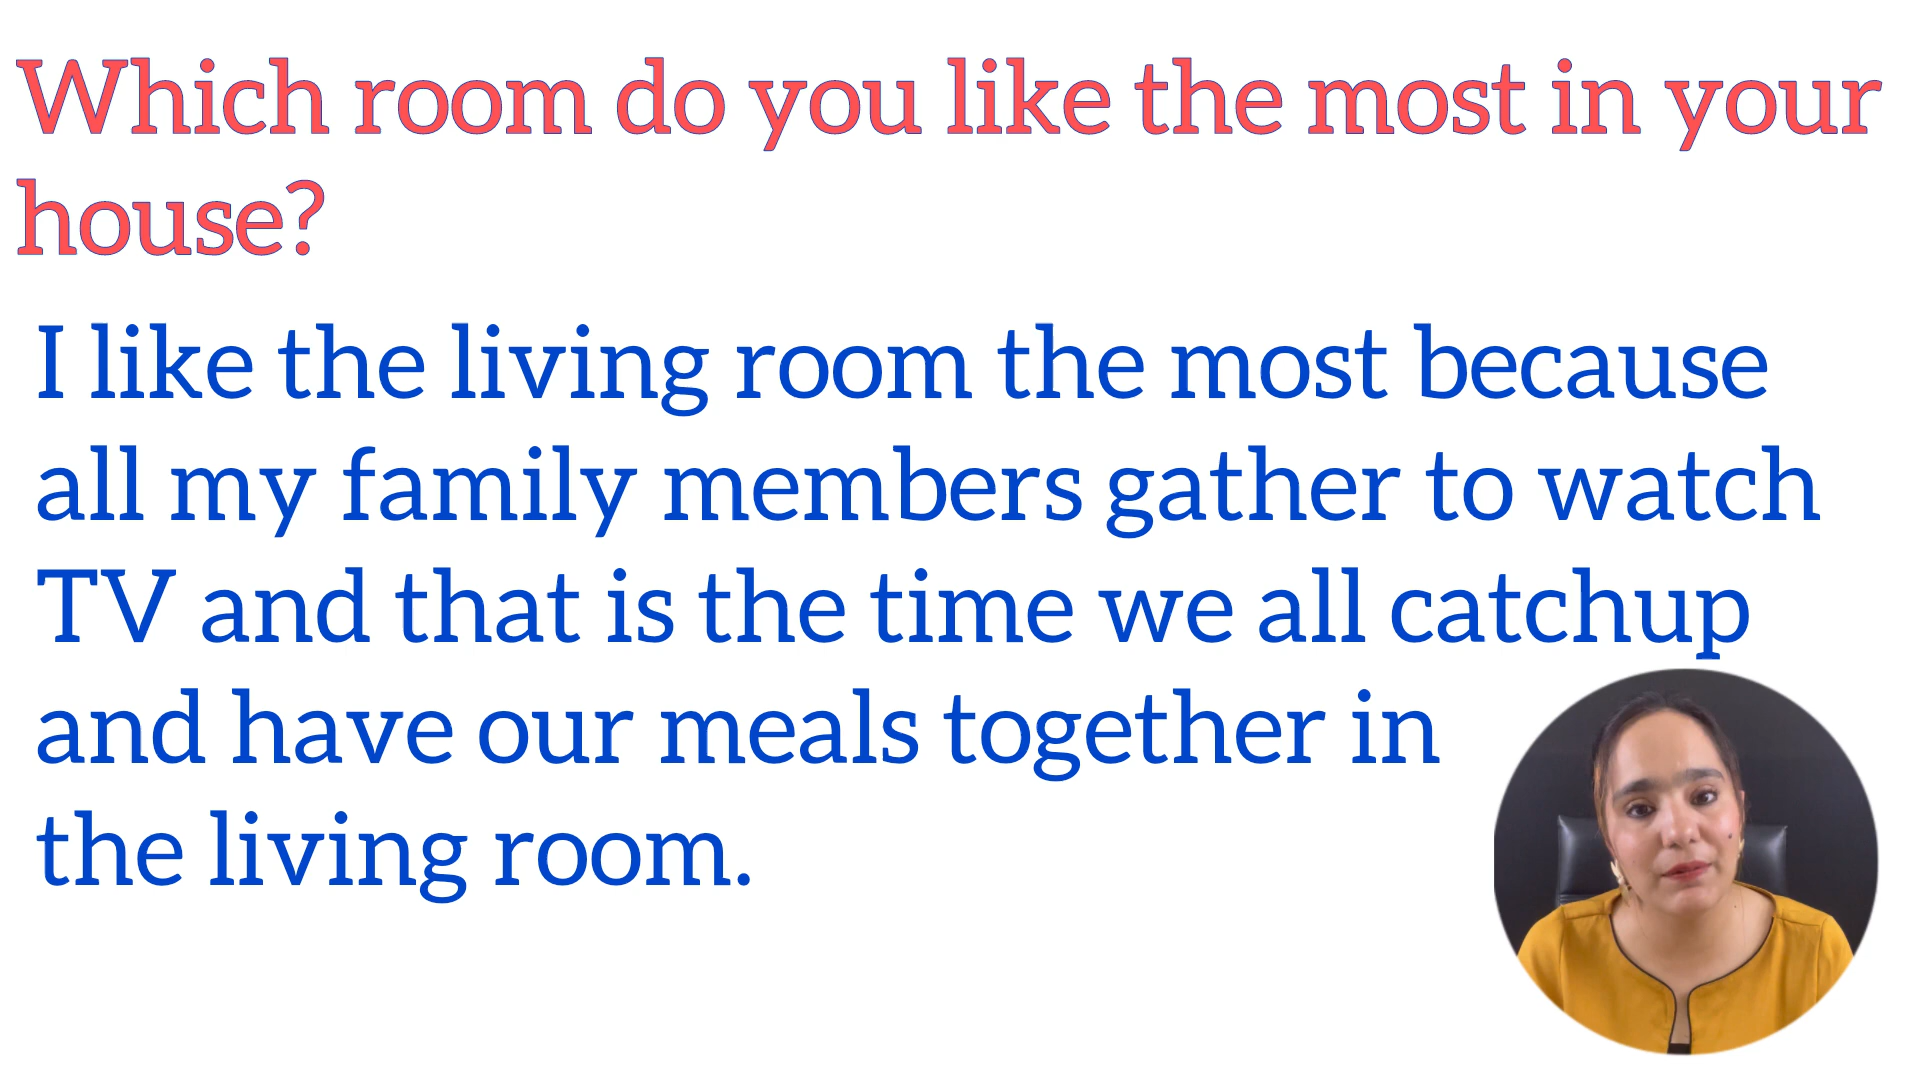 Which room do you like the most in your
house?
I like the living room the most because
all my family members gather to watch
TV and that is the time we all catchup
and have our meals together in
the living room.